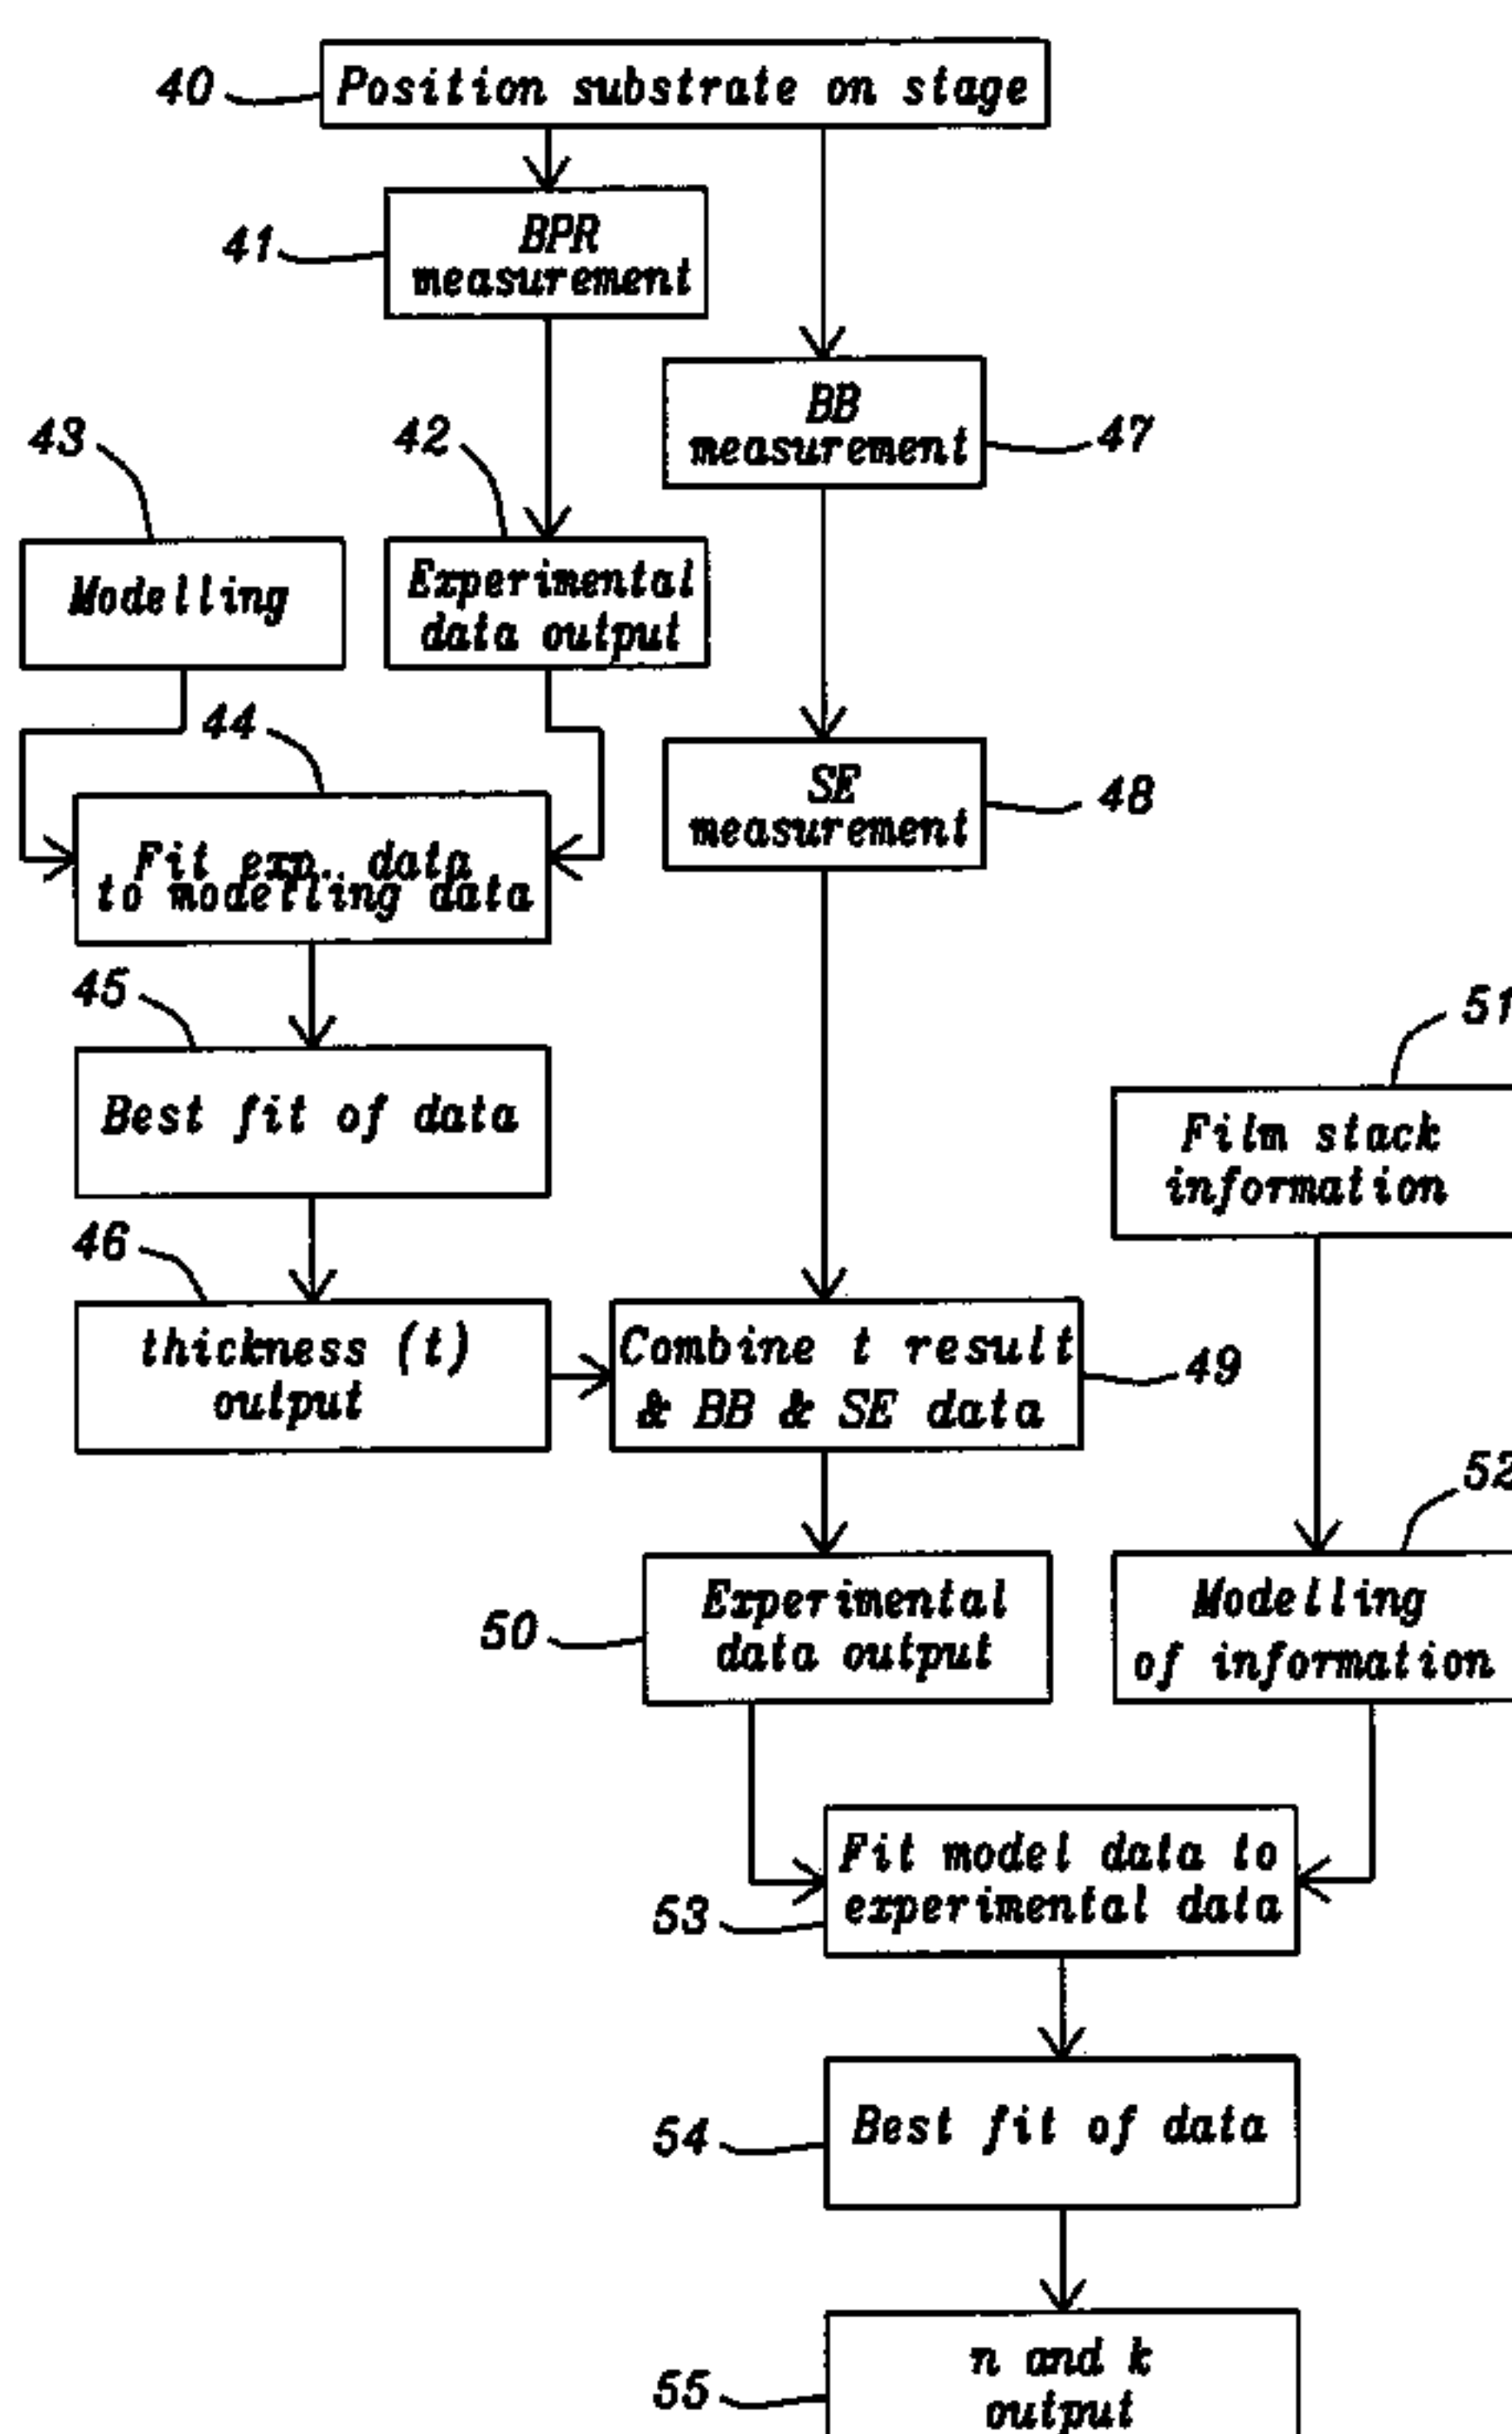 40
Position substrate on stage
41
BPR
measurement
BB
measurement
47
43
42
Modelling
Experimental
data output
44
SE
measurement
48
Fit exp. data
to modelling data
45
Best fit of data
51
Film stack
information
46
thickness (t)
output
Combine t result
& BB & SE data
49
52
50
Experimental
data output
Modelling
of information
Fit model data to
experimental data
53
54
Best fit of data
55
n and k
output